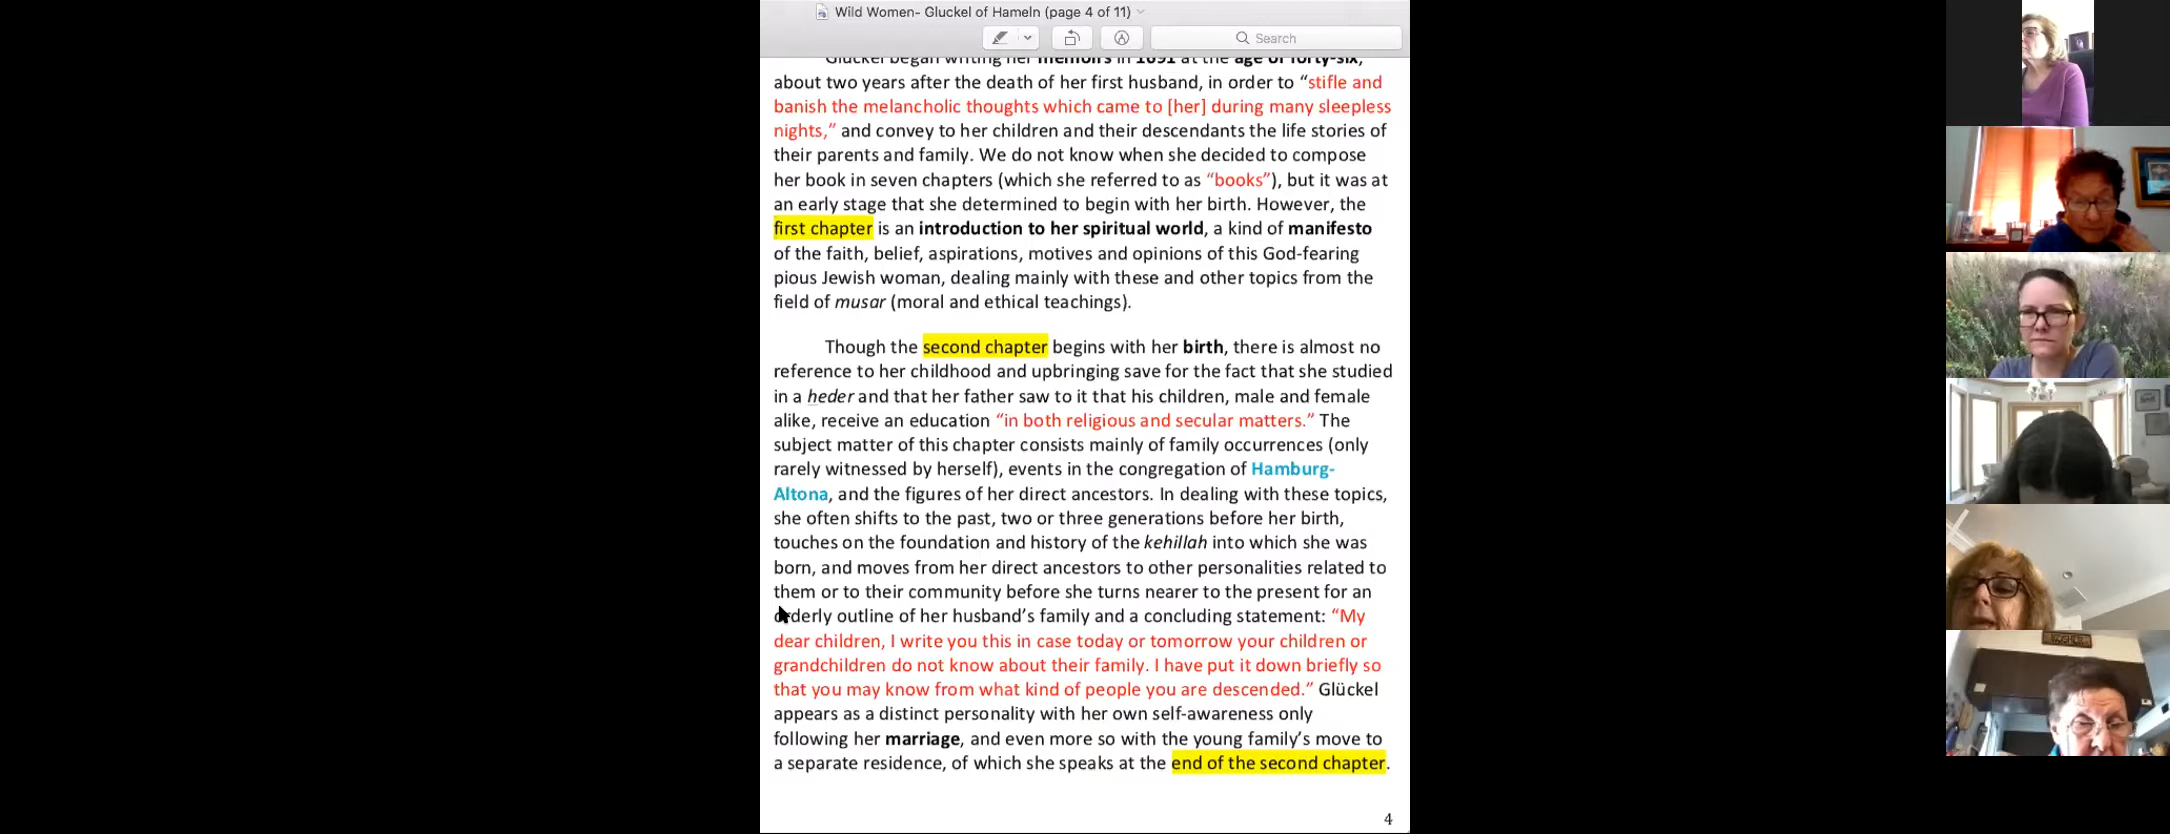 Wild Women- Gluckel of Hameln (page 4 of 11)
Search
Glückel began writing her memoirs in 1691 at the age of forty-six,
about two years after the death of her first husband, in order to “stifle and
banish the melancholic thoughts which came to [her] during many sleepless
nights,” and convey to her children and their descendants the life stories of
their parents and family. We do not know when she decided to compose
her book in seven chapters (which she referred to as “books”), but it was at
an early stage that she determined to begin with her birth. However, the
first chapter is an introduction to her spiritual world, a kind of manifesto
of the faith, belief, aspirations, motives and opinions of this God-fearing
pious Jewish woman, dealing mainly with these and other topics from the
field of musar (moral and ethical teachings).
Though the second chapter begins with her birth, there is almost no
reference to her childhood and upbringing save for the fact that she studied
in a ḥeder and that her father saw to it that his children, male and female
alike, receive an education “in both religious and secular matters.” The
subject matter of this chapter consists mainly of family occurrences (only
rarely witnessed by herself), events in the congregation of Hamburg-
Altona, and the figures of her direct ancestors. In dealing with these topics,
she often shifts to the past, two or three generations before her birth,
touches on the foundation and history of the kehillah into which she was
born, and moves from her direct ancestors to other personalities related to
them or to their community before she turns nearer to the present for an
orderly outline of her husband’s family and a concluding statement: “My
dear children, I write you this in case today or tomorrow your children or
grandchildren do not know about their family. I have put it down briefly so
that you may know from what kind of people you are descended.” Glückel
appears as a distinct personality with her own self-awareness only
following her marriage, and even more so with the young family’s move to
a separate residence, of which she speaks at the end of the second chapter.
4